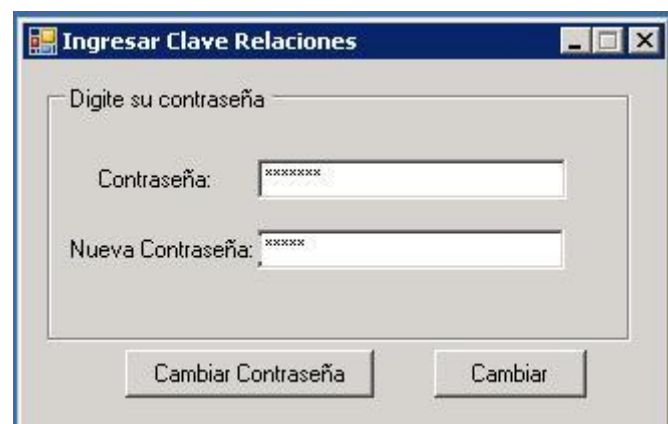 Ingresar Clave Relaciones
Digite su contraseña
Contraseña: *******
Nueva Contraseña: *****
Cambiar Contraseña Cambiar